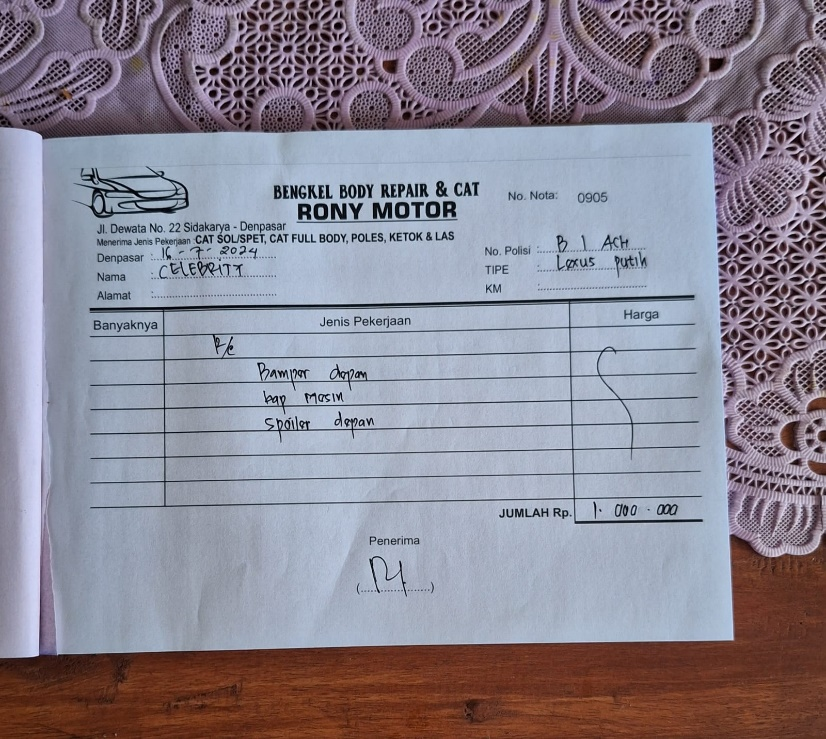 BENGKEL BODY REPAIR & CAT
RONY MOTOR
No. Nota: 0905
Jl. Dewata No. 22 Sidakarya - Denpasar
Menerima Jenis Pekerjaan : CAT SOL/SPET, CAT FULL BODY, POLES, KETOK & LAS
Denpasar : 16 - 7 - 2024
Nama : CELEBRITY
Alamat :
No. Polisi : B 1 ACH
TIPE : Lexus putih
KM :
Banyaknya Jenis Pekerjaan Harga
Bamper depan
kap Mesin
spoiler depan
JUMLAH Rp. 1.000.000
Penerima
(..............)